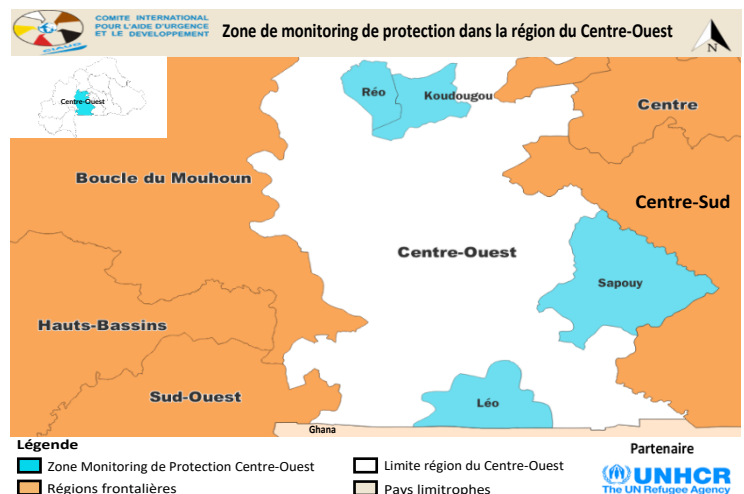 COMITE INTERNATIONAL
POUR L'AIDE D'URGENCE
ET LE DEVELOPPEMENT
CIAUD
Zone de monitoring de protection dans la région du Centre-Ouest
N
Centre-Ouest
Réo
Koudougou
Centre
Boucle du Mouhoun
Centre-Sud
Centre-Ouest
Sapouy
Hauts-Bassins
Sud-Ouest
Léo
Ghana
Légende
Zone Monitoring de Protection Centre-Ouest
Régions frontalières
Limite région du Centre-Ouest
Pays limitrophes
Partenaire
UNHCR
The UN Refugee Agency